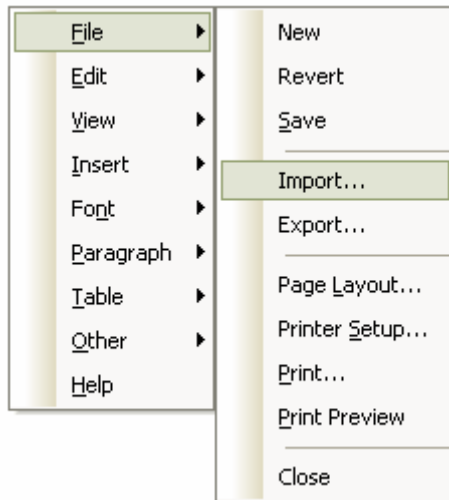 File
Edit
View
Insert
Font
Paragraph
Table
Other
Help
New
Revert
Save
Import...
Export...
Page Layout...
Printer Setup...
Print...
Print Preview
Close